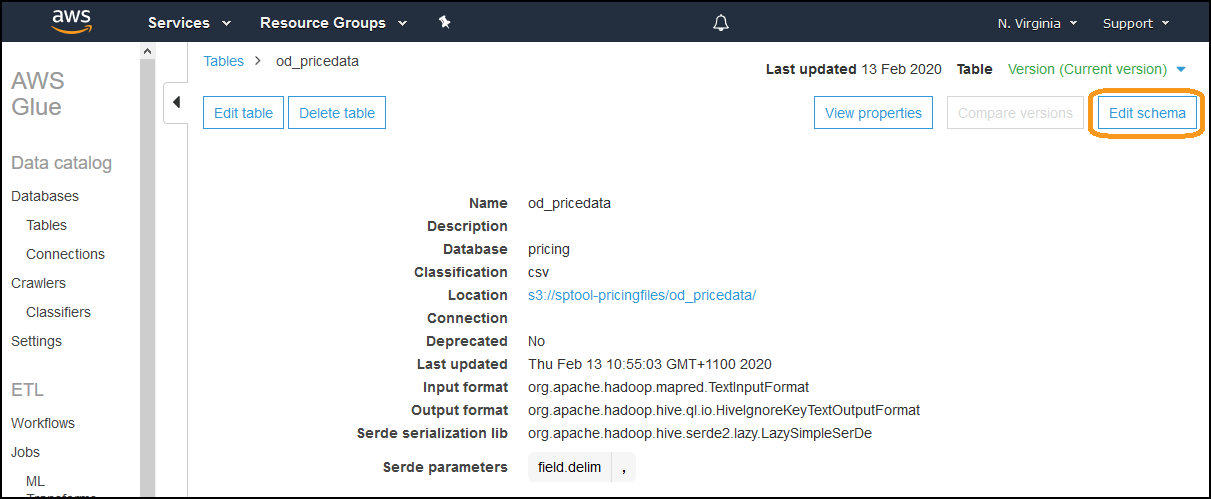 aws Services Resource Groups N. Virginia Support
AWS
Glue
Data catalog
Databases
Tables
Connections
Crawlers
Classifiers
Settings
ETL
Workflows
Jobs
ML
Transforms
Tables > od_pricedata
Last updated 13 Feb 2020 Table Version (Current version)
Edit table Delete table View properties Compare versions Edit schema
Name od_pricedata
Description
Database pricing
Classification csv
Location s3://sptool-pricingfiles/od_pricedata/
Connection
Deprecated No
Last updated Thu Feb 13 10:55:03 GMT+1100 2020
Input format org.apache.hadoop.mapred.TextInputFormat
Output format org.apache.hadoop.hive.ql.io.HiveIgnoreKeyTextOutputFormat
Serde serialization lib org.apache.hadoop.hive.serde2.lazy.LazySimpleSerDe
Serde parameters field.delim ,